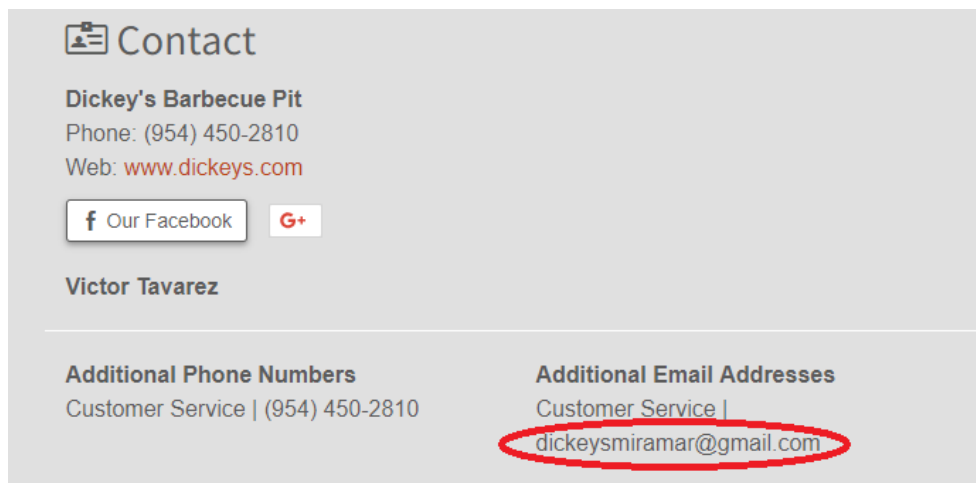 Contact
Dickey's Barbecue Pit
Phone: (954) 450-2810
Web: www.dickeys.com
f Our Facebook
G+
Victor Tavarez
Additional Phone Numbers
Customer Service | (954) 450-2810
Additional Email Addresses
Customer Service |
dickeysmiramar@gmail.com